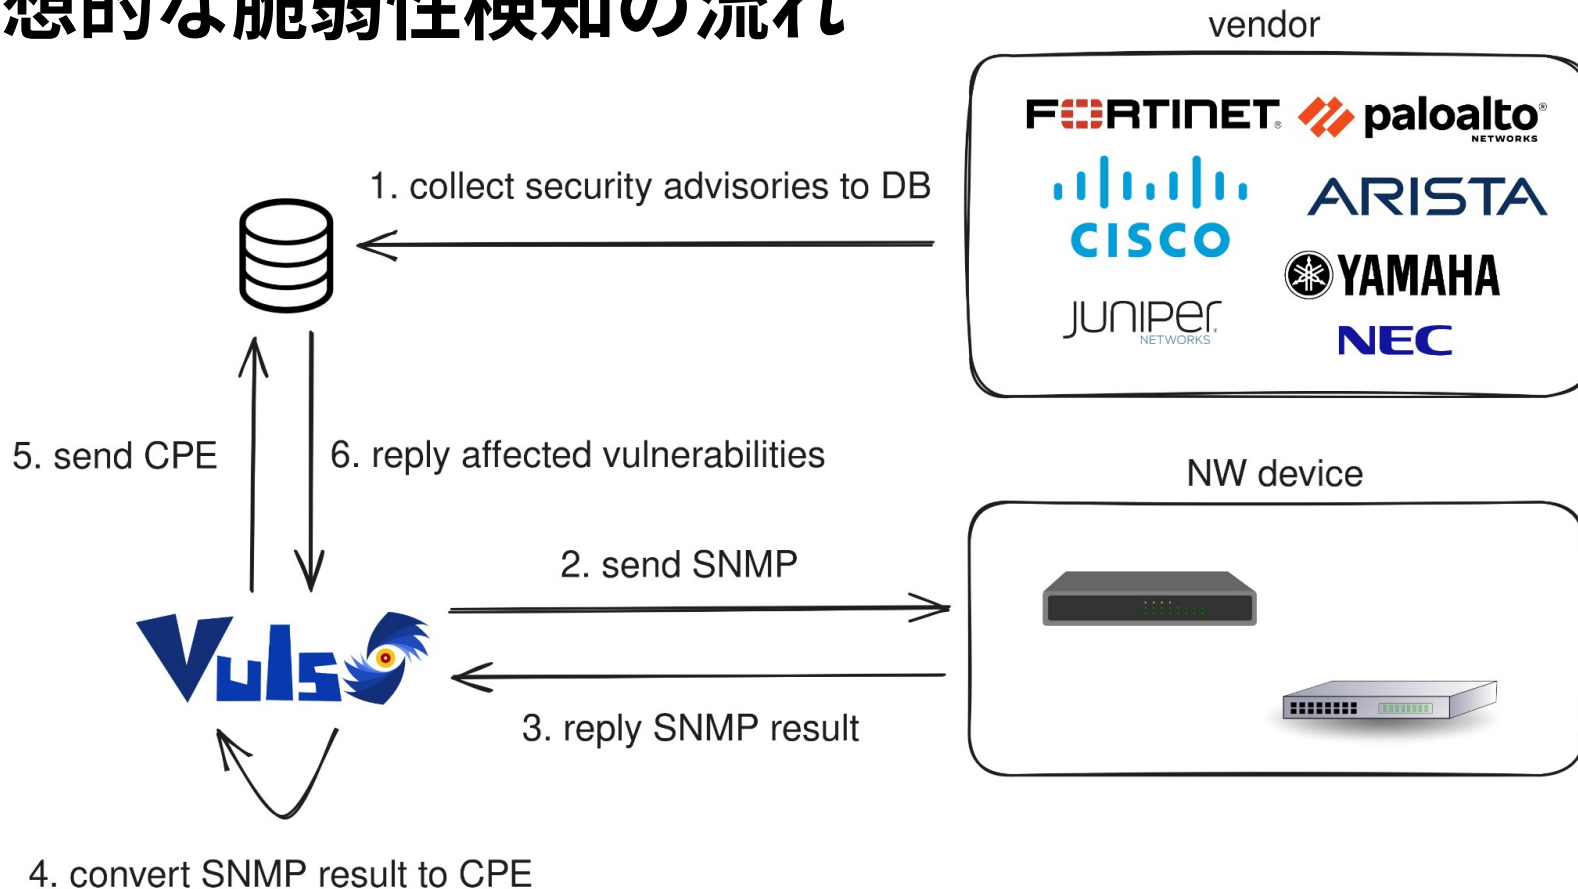 想的な脆弱性検知の流れ
vendor
FORTINET®
paloalto®
NETWORKS
1. collect security advisories to DB
CISCO
ARISTA
YAMAHA
JUNIPER
NETWORKS
NEC
5. send CPE
6. reply affected vulnerabilities
NW device
2. send SNMP
Vuls
3. reply SNMP result
4. convert SNMP result to CPE